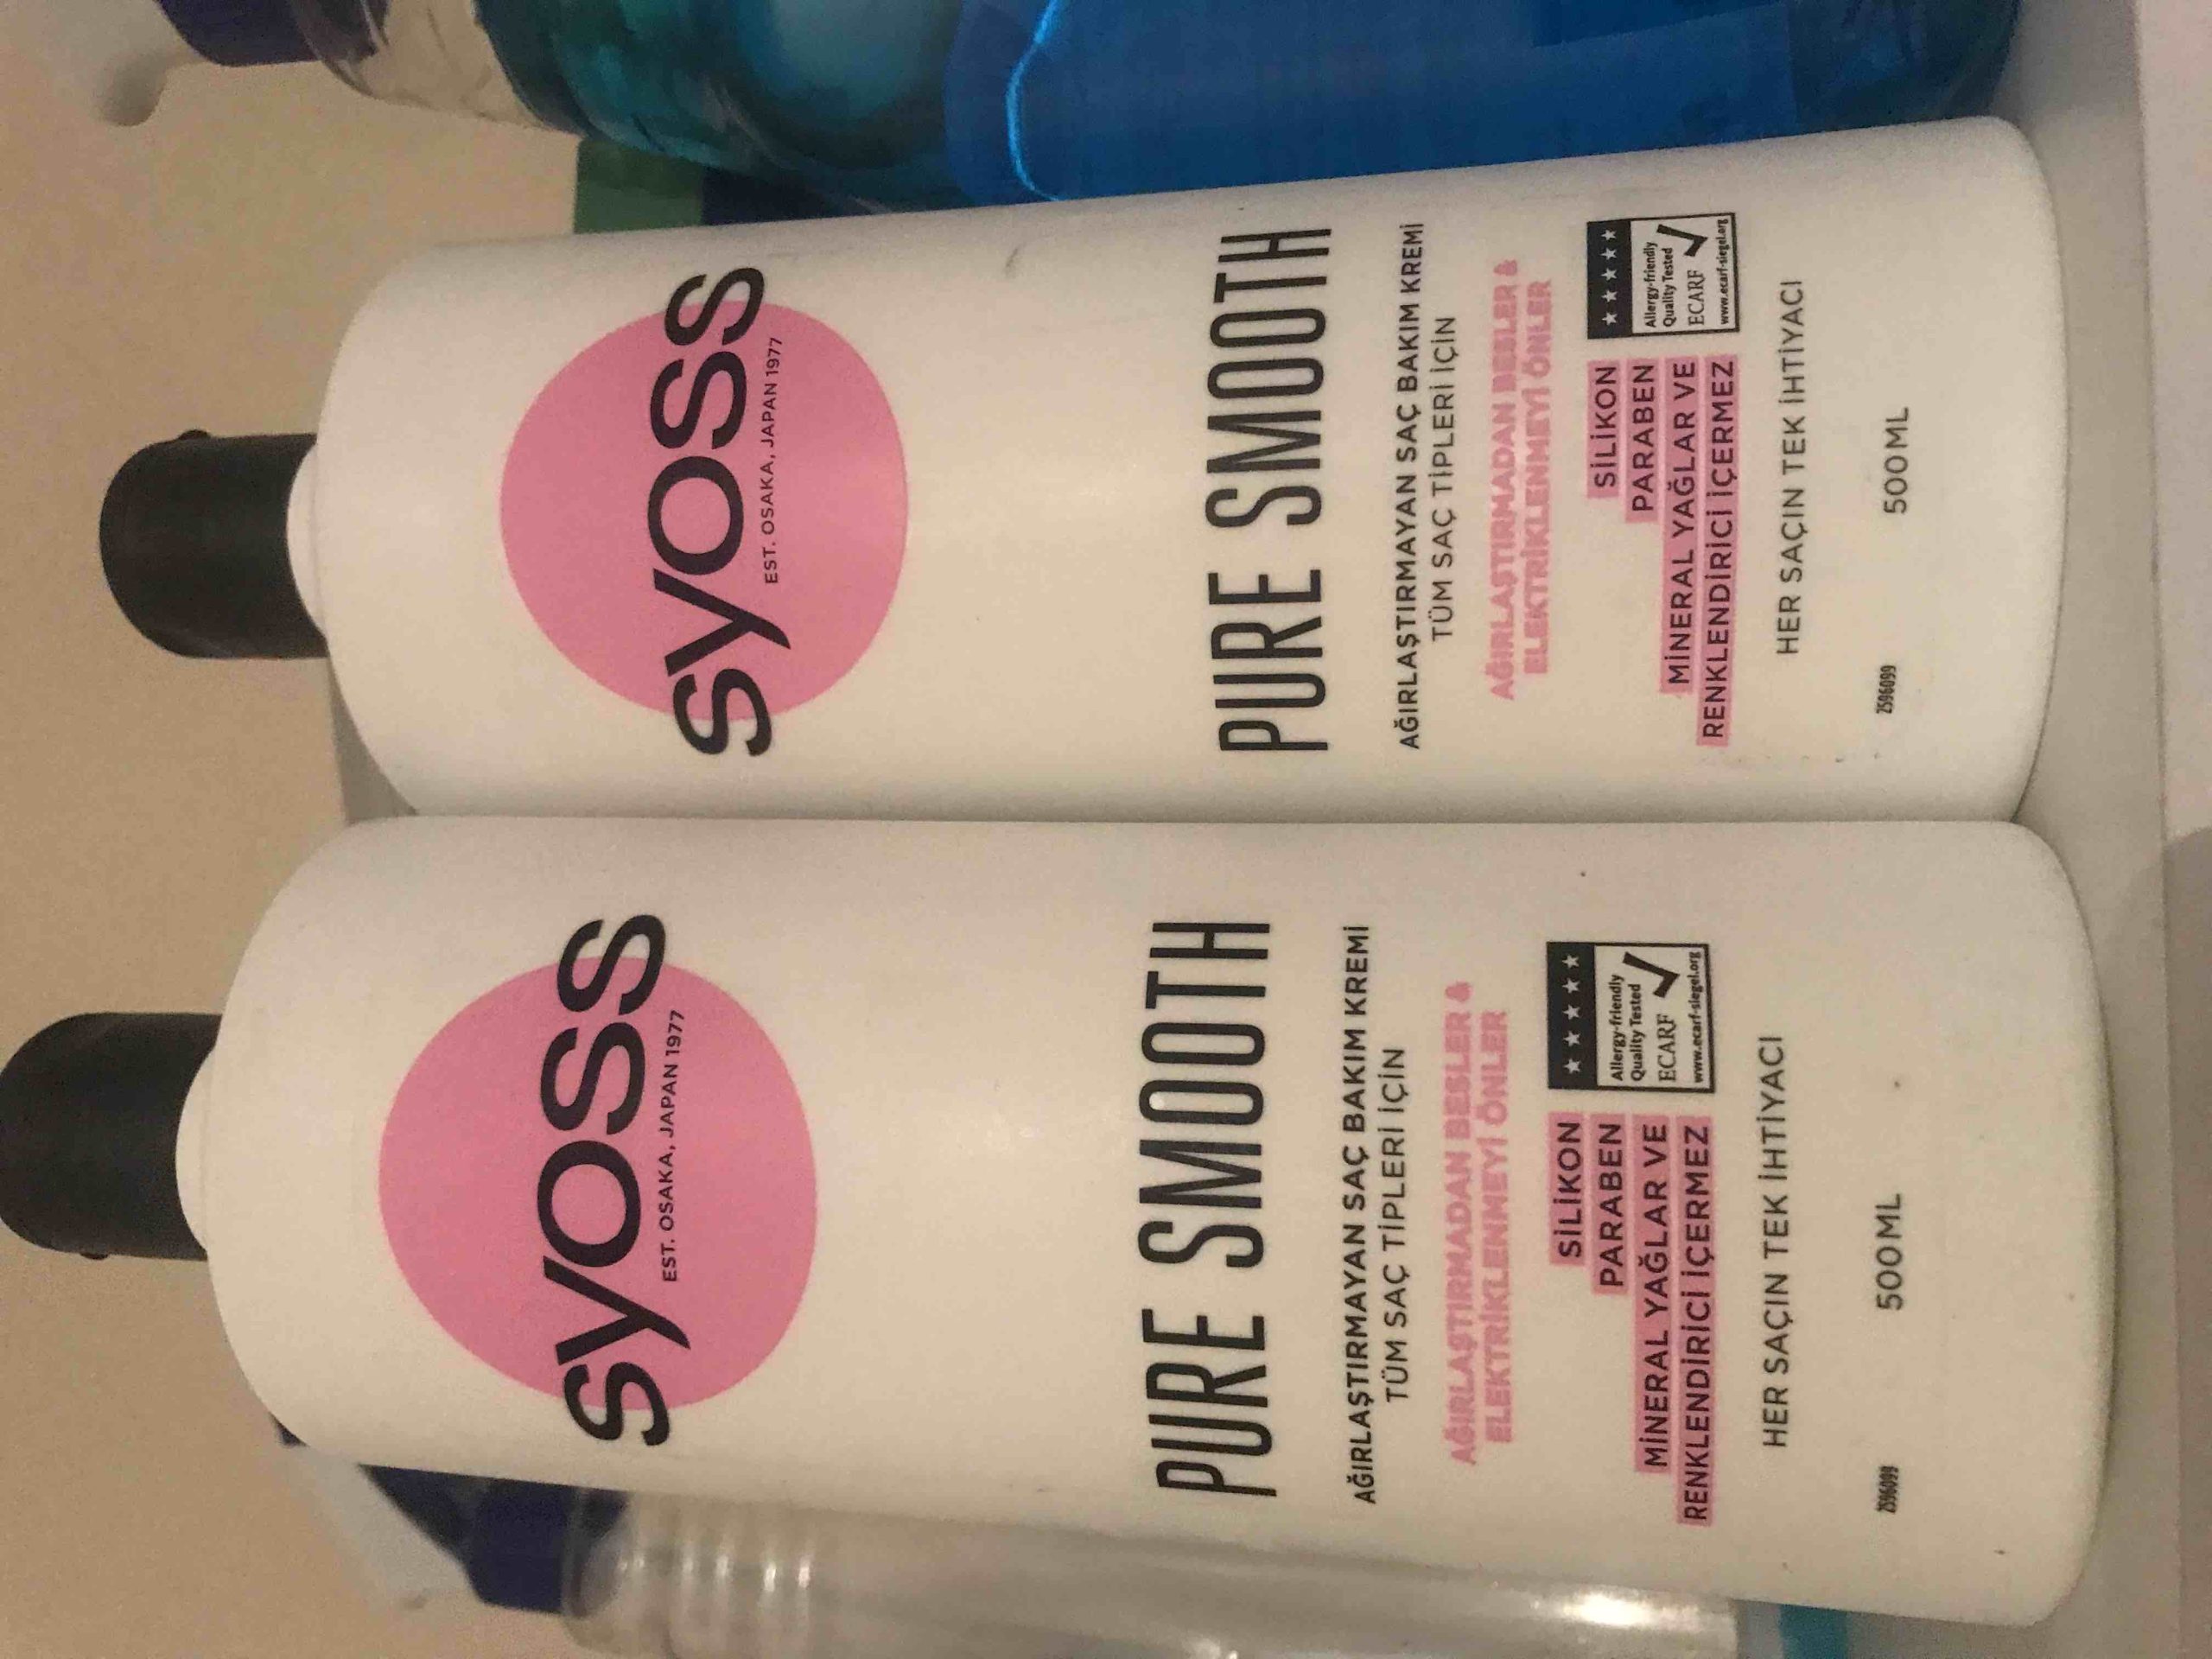 syoss
EST. OSAKA, JAPAN 1977
PURE SMOOTH
AĞIRLAŞTIRMAYAN SAÇ BAKIM KREMİ
TÜM SAÇ TİPLERİ İÇİN
AĞIRLAŞTIRMADAN BESLER &
ELEKTRİKLENMEYİ ÖNLER
SİLİKON
PARABEN
MİNERAL YAĞLAR VE
RENKLENDİRİCİ İÇERMEZ
Allergy-friendly
Quality Tested
ECARF
www.ecarf-siegel.org
HER SAÇIN TEK İHTİYACI
2596099
500ML
syoss
EST. OSAKA, JAPAN 1977
PURE SMOOTH
AĞIRLAŞTIRMAYAN SAÇ BAKIM KREMİ
TÜM SAÇ TİPLERİ İÇİN
AĞIRLAŞTIRMADAN BESLER &
ELEKTRİKLENMEYİ ÖNLER
SİLİKON
PARABEN
MİNERAL YAĞLAR VE
RENKLENDİRİCİ İÇERMEZ
Allergy-friendly
Quality Tested
ECARF
www.ecarf-siegel.org
HER SAÇIN TEK İHTİYACI
2596099
500ML